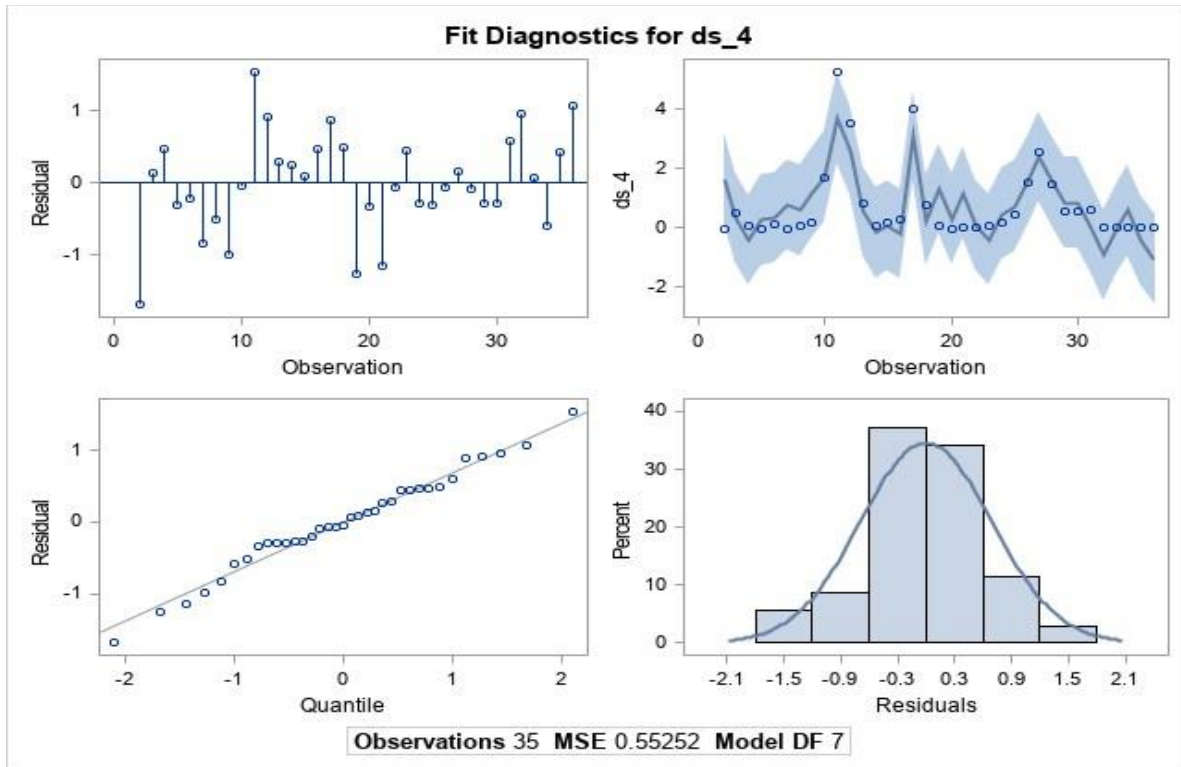 Fit Diagnostics for ds_4
Residual
1
0
-1
0 10 20 30
Observation
ds_4
4
2
0
-2
0 10 20 30
Observation
Residual
1
0
-1
-2 -1 0 1 2
Quantile
Percent
40
30
20
10
0
-2.1 -1.5 -0.9 -0.3 0.3 0.9 1.5 2.1
Residuals
Observations 35 MSE 0.55252 Model DF 7